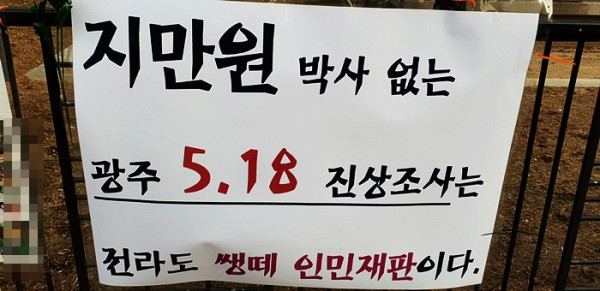 지만원 박사 없는
광주 5.18 진상조사는
전라도 쌩떼 인민재판이다.